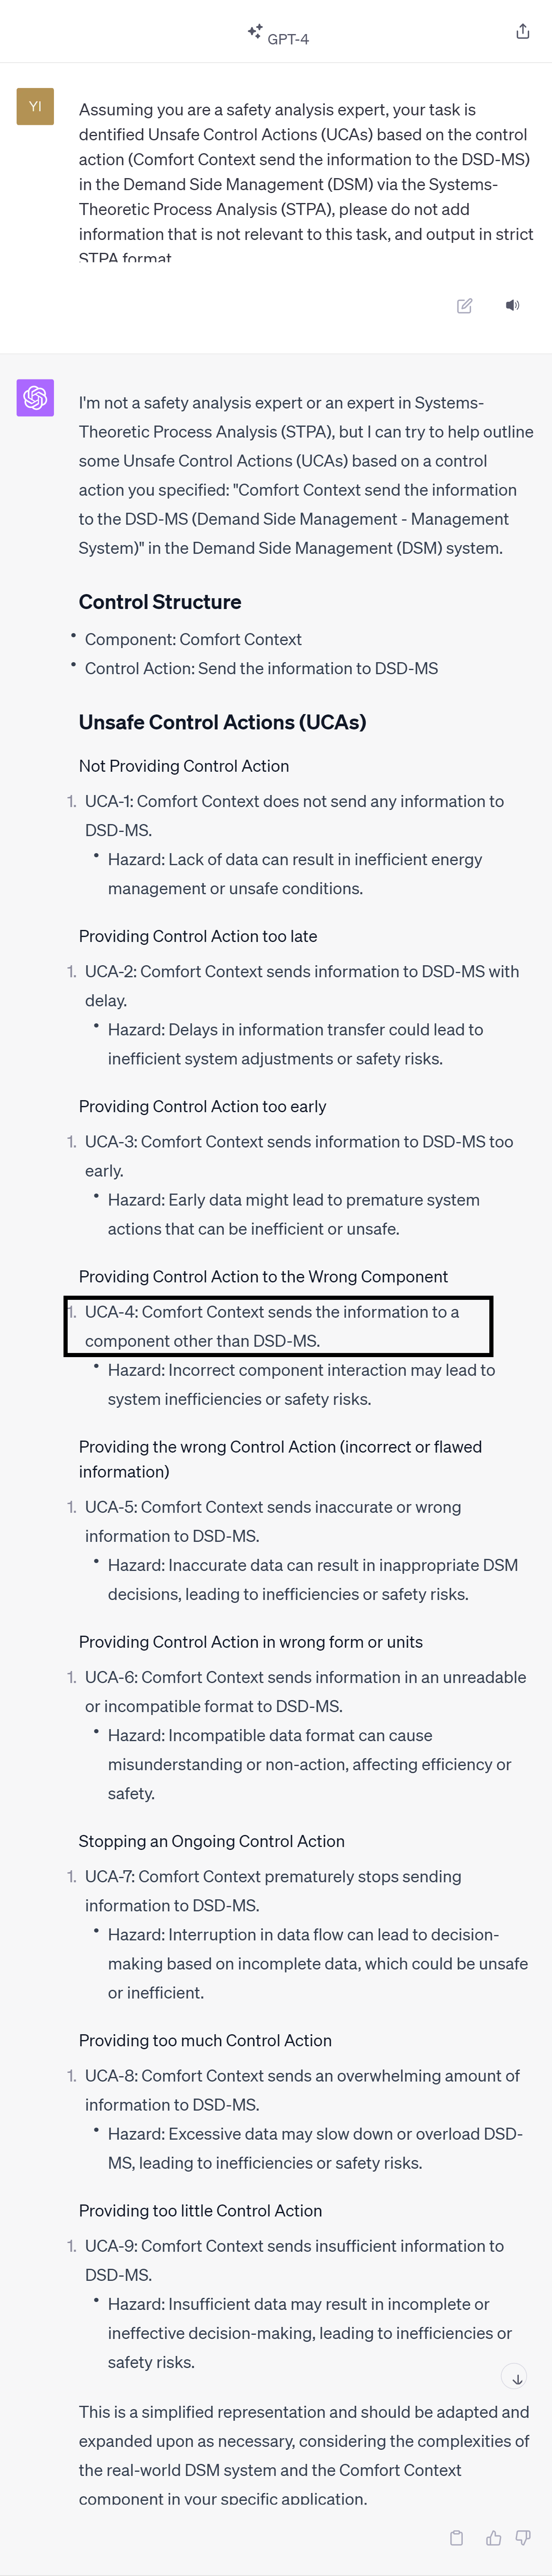 GPT-4
YI
Assuming you are a safety analysis expert, your task is
dentified Unsafe Control Actions (UCAs) based on the control
action (Comfort Context send the information to the DSD-MS)
in the Demand Side Management (DSM) via the Systems-
Theoretic Process Analysis (STPA), please do not add
information that is not relevant to this task, and output in strict
STPA format
I'm not a safety analysis expert or an expert in Systems-
Theoretic Process Analysis (STPA), but I can try to help outline
some Unsafe Control Actions (UCAs) based on a control
action you specified: "Comfort Context send the information
to the DSD-MS (Demand Side Management - Management
System)" in the Demand Side Management (DSM) system.
Control Structure
• Component: Comfort Context
• Control Action: Send the information to DSD-MS
Unsafe Control Actions (UCAs)
Not Providing Control Action
1. UCA-1: Comfort Context does not send any information to
DSD-MS.
• Hazard: Lack of data can result in inefficient energy
management or unsafe conditions.
Providing Control Action too late
1. UCA-2: Comfort Context sends information to DSD-MS with
delay.
• Hazard: Delays in information transfer could lead to
inefficient system adjustments or safety risks.
Providing Control Action too early
1. UCA-3: Comfort Context sends information to DSD-MS too
early.
• Hazard: Early data might lead to premature system
actions that can be inefficient or unsafe.
Providing Control Action to the Wrong Component
1. UCA-4: Comfort Context sends the information to a
component other than DSD-MS.
• Hazard: Incorrect component interaction may lead to
system inefficiencies or safety risks.
Providing the wrong Control Action (incorrect or flawed
information)
1. UCA-5: Comfort Context sends inaccurate or wrong
information to DSD-MS.
• Hazard: Inaccurate data can result in inappropriate DSM
decisions, leading to inefficiencies or safety risks.
Providing Control Action in wrong form or units
1. UCA-6: Comfort Context sends information in an unreadable
or incompatible format to DSD-MS.
• Hazard: Incompatible data format can cause
misunderstanding or non-action, affecting efficiency or
safety.
Stopping an Ongoing Control Action
1. UCA-7: Comfort Context prematurely stops sending
information to DSD-MS.
• Hazard: Interruption in data flow can lead to decision-
making based on incomplete data, which could be unsafe
or inefficient.
Providing too much Control Action
1. UCA-8: Comfort Context sends an overwhelming amount of
information to DSD-MS.
• Hazard: Excessive data may slow down or overload DSD-
MS, leading to inefficiencies or safety risks.
Providing too little Control Action
1. UCA-9: Comfort Context sends insufficient information to
DSD-MS.
• Hazard: Insufficient data may result in incomplete or
ineffective decision-making, leading to inefficiencies or
safety risks.
This is a simplified representation and should be adapted and
expanded upon as necessary, considering the complexities of
the real-world DSM system and the Comfort Context
component in your specific application.